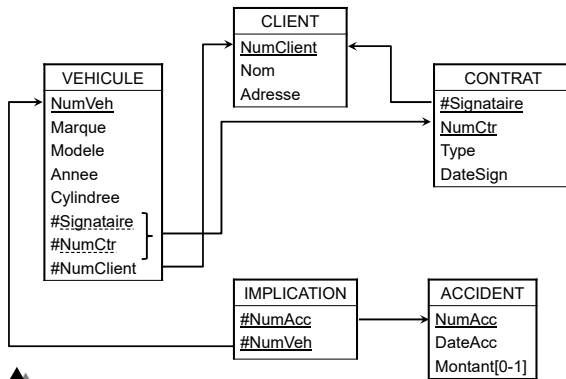 CLIENT
NumClient
Nom
Adresse
VEHICULE
NumVeh
Marque
Modele
Annee
Cylindree
#Signataire
#NumCtr
#NumClient
CONTRAT
#Signataire
NumCtr
Type
DateSign
IMPLICATION
#NumAcc
#NumVeh
ACCIDENT
NumAcc
DateAcc
Montant[0-1]